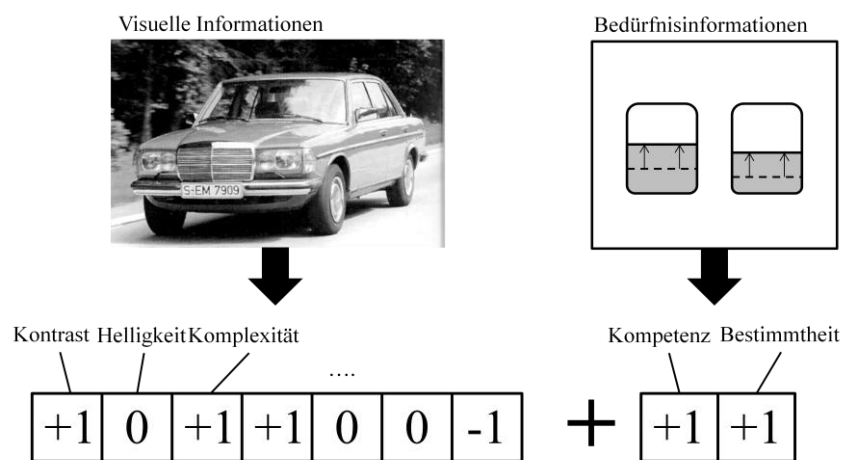 Visuelle Informationen
Bedürfnisinformationen
S-EM 7909
Kontrast Helligkeit Komplexität
....
Kompetenz Bestimmtheit
+1 0 +1 +1 0 0 -1 + +1 +1